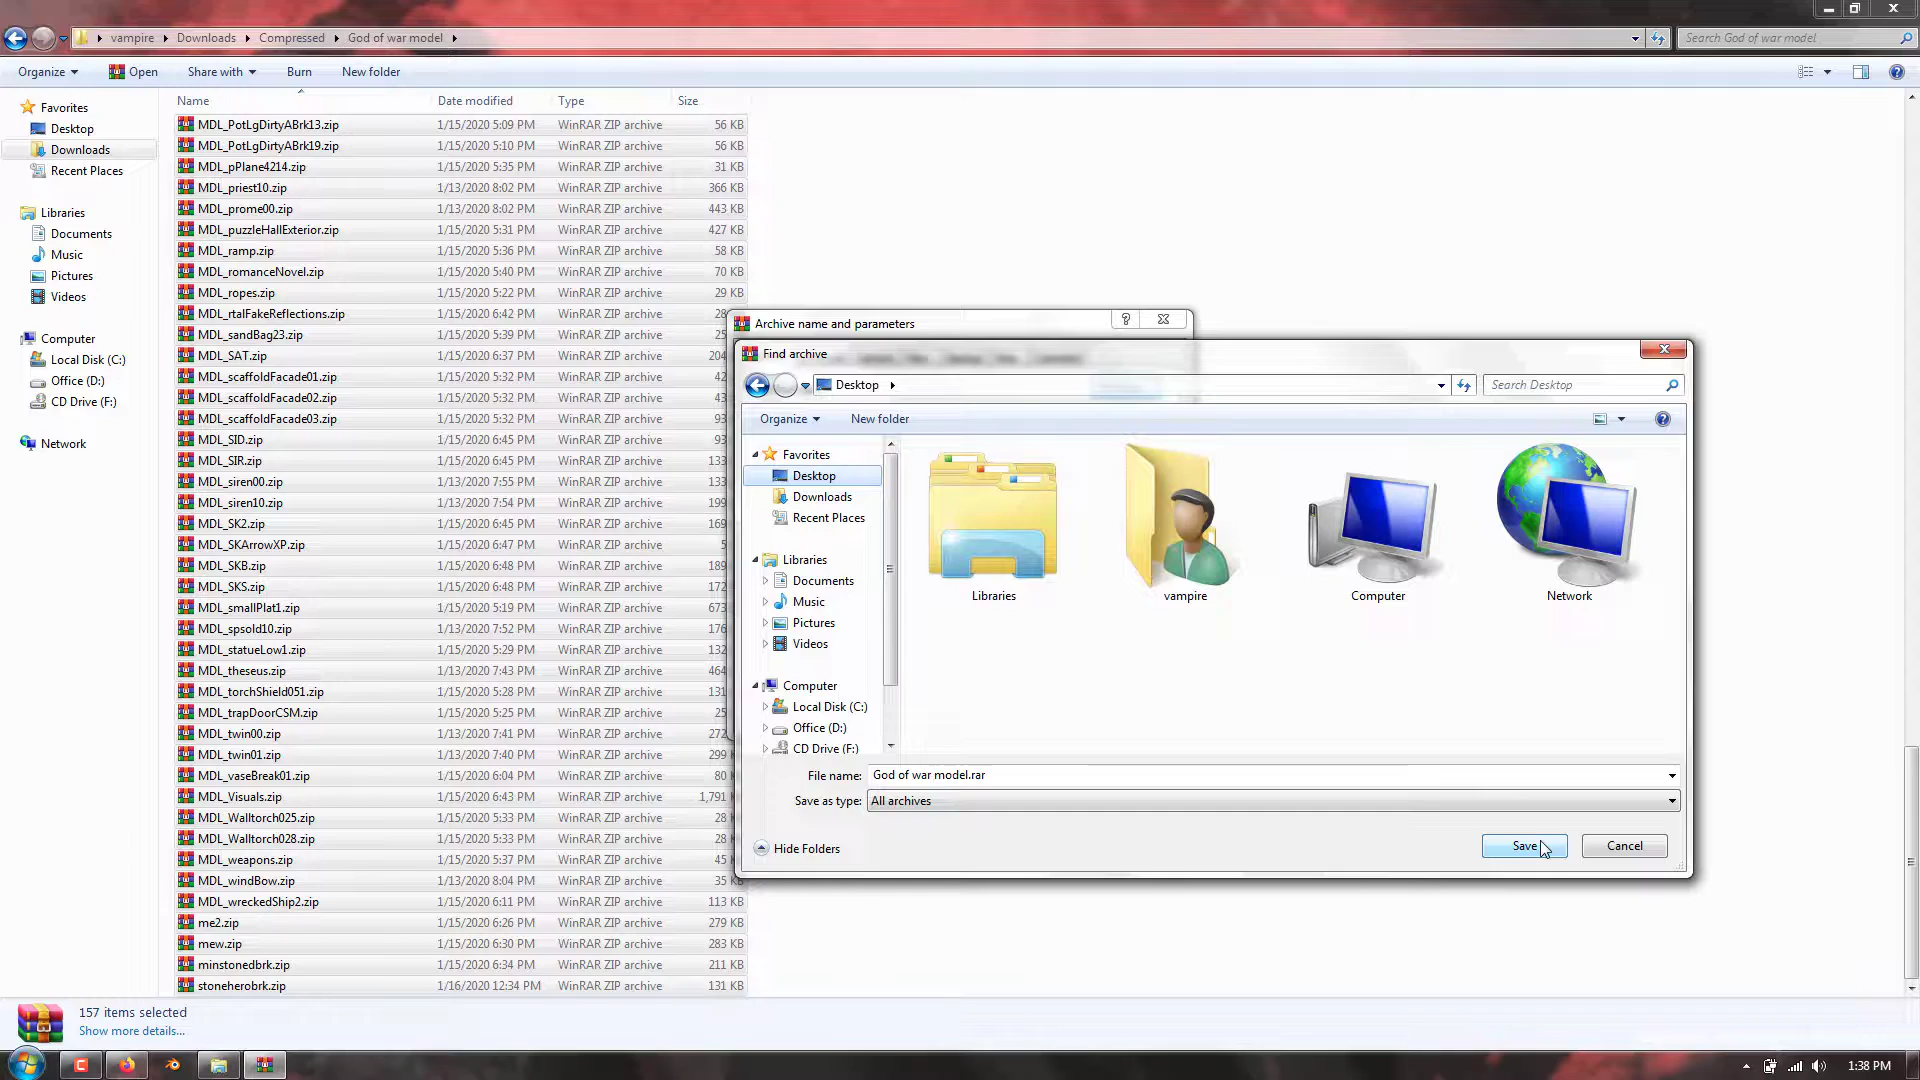 vampire Downloads Compressed God of war model
Search God of war model
Organize Open Share with Burn New folder
Name Date modified Type Size
Favorites
Desktop
Downloads
Recent Places
Libraries
Documents
Music
Pictures
Videos
Computer
Local Disk (C:)
Office (D:)
CD Drive (F:)
Network
MDL_PotLgDirtyABrk13.zip 1/15/2020 5:09 PM WinRAR ZIP archive 56 KB
MDL_PotLgDirtyABrk19.zip 1/15/2020 5:10 PM WinRAR ZIP archive 56 KB
MDL_pPlane4214.zip 1/15/2020 5:35 PM WinRAR ZIP archive 31 KB
MDL_priest10.zip 1/13/2020 8:02 PM WinRAR ZIP archive 366 KB
MDL_prome00.zip 1/13/2020 8:02 PM WinRAR ZIP archive 443 KB
MDL_puzzleHallExterior.zip 1/15/2020 5:31 PM WinRAR ZIP archive 427 KB
MDL_ramp.zip 1/15/2020 5:36 PM WinRAR ZIP archive 58 KB
MDL_romanceNovel.zip 1/15/2020 5:40 PM WinRAR ZIP archive 70 KB
MDL_ropes.zip 1/15/2020 5:22 PM WinRAR ZIP archive 29 KB
MDL_rtalFakeReflections.zip 1/15/2020 6:42 PM WinRAR ZIP archive 28
MDL_sandBag23.zip 1/15/2020 5:39 PM WinRAR ZIP archive 25
MDL_SAT.zip 1/15/2020 6:37 PM WinRAR ZIP archive 204
MDL_scaffoldFacade01.zip 1/15/2020 5:32 PM WinRAR ZIP archive 42
MDL_scaffoldFacade02.zip 1/15/2020 5:32 PM WinRAR ZIP archive 43
MDL_scaffoldFacade03.zip 1/15/2020 5:32 PM WinRAR ZIP archive 93
MDL_SID.zip 1/15/2020 6:45 PM WinRAR ZIP archive 93
MDL_SIR.zip 1/15/2020 6:45 PM WinRAR ZIP archive 133
MDL_siren00.zip 1/13/2020 7:55 PM WinRAR ZIP archive 133
MDL_siren10.zip 1/13/2020 7:54 PM WinRAR ZIP archive 199
MDL_SK2.zip 1/15/2020 6:45 PM WinRAR ZIP archive 169
MDL_SKArrowXP.zip 1/15/2020 6:47 PM WinRAR ZIP archive 5
MDL_SKB.zip 1/15/2020 6:48 PM WinRAR ZIP archive 189
MDL_SKS.zip 1/15/2020 6:48 PM WinRAR ZIP archive 172
MDL_smallPlat1.zip 1/15/2020 5:19 PM WinRAR ZIP archive 673
MDL_spsold10.zip 1/13/2020 7:52 PM WinRAR ZIP archive 176
MDL_statueLow1.zip 1/15/2020 5:29 PM WinRAR ZIP archive 132
MDL_theseus.zip 1/13/2020 7:43 PM WinRAR ZIP archive 464
MDL_torchShield051.zip 1/15/2020 5:28 PM WinRAR ZIP archive 131
MDL_trapDoorCSM.zip 1/15/2020 5:25 PM WinRAR ZIP archive 25
MDL_twin00.zip 1/13/2020 7:41 PM WinRAR ZIP archive 272
MDL_twin01.zip 1/13/2020 7:40 PM WinRAR ZIP archive 299 K
MDL_vaseBreak01.zip 1/15/2020 6:04 PM WinRAR ZIP archive 80
MDL_Visuals.zip 1/15/2020 6:43 PM WinRAR ZIP archive 1,791
MDL_Walltorch025.zip 1/15/2020 5:33 PM WinRAR ZIP archive 28
MDL_Walltorch028.zip 1/15/2020 5:33 PM WinRAR ZIP archive 28
MDL_weapons.zip 1/15/2020 5:37 PM WinRAR ZIP archive 45
MDL_windBow.zip 1/13/2020 8:04 PM WinRAR ZIP archive 35 KB
MDL_wreckedShip2.zip 1/15/2020 6:11 PM WinRAR ZIP archive 113 KB
me2.zip 1/15/2020 6:26 PM WinRAR ZIP archive 279 KB
mew.zip 1/15/2020 6:30 PM WinRAR ZIP archive 283 KB
minstonedbrk.zip 1/15/2020 6:34 PM WinRAR ZIP archive 211 KB
stoneherobrk.zip 1/16/2020 12:34 PM WinRAR ZIP archive 131 KB
Archive name and parameters
Find archive
Desktop
Search Desktop
Organize New folder
Favorites
Desktop
Downloads
Recent Places
Libraries
Documents
Music
Pictures
Videos
Computer
Local Disk (C:)
Office (D:)
CD Drive (F:)
Libraries vampire Computer Network
File name: God of war model.rar
Save as type: All archives
Hide Folders Save Cancel
157 items selected
Show more details...
1:38 PM